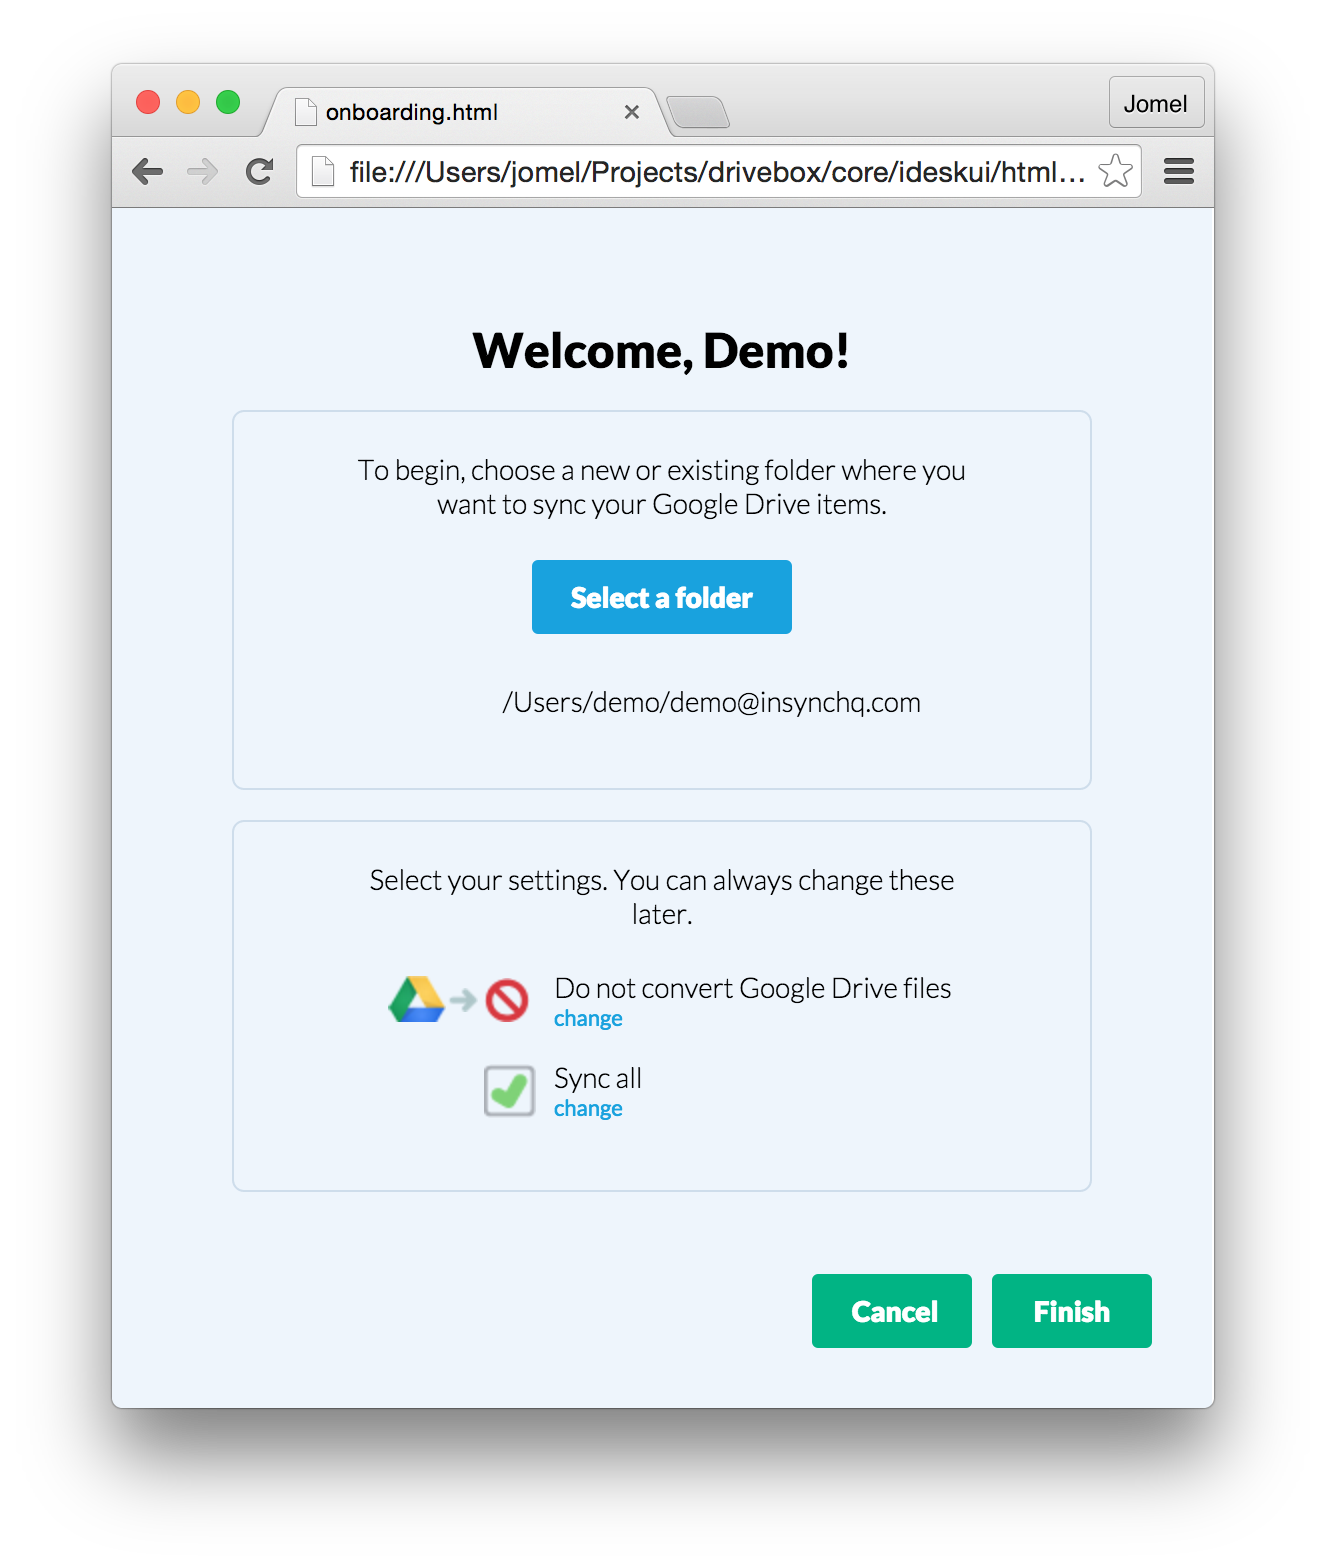 onboarding.html
Jomel
file:///Users/jomel/Projects/drivebox/core/ideskui/html...
Welcome, Demo!
To begin, choose a new or existing folder where you
want to sync your Google Drive items.
Select a folder
/Users/demo/demo@insynchq.com
Select your settings. You can always change these
later.
Do not convert Google Drive files
change
Sync all
change
Cancel
Finish